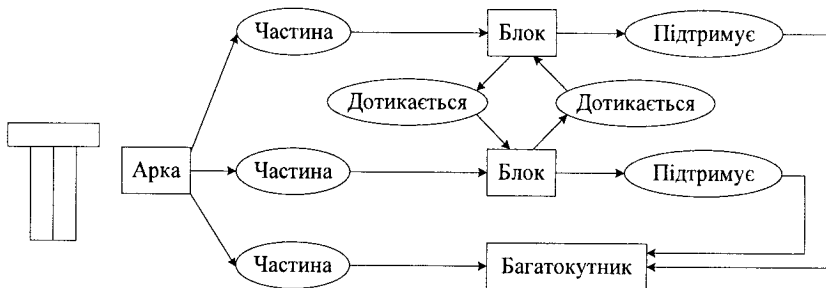 Частина Блок Підтримує
Дотикається Дотикається
Арка Частина Блок Підтримує
Частина Багатокутник